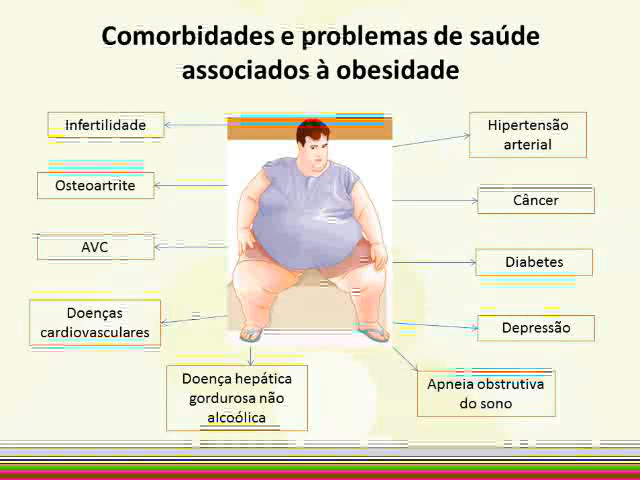 Comorbidades e problemas de saúde
associados à obesidade
Infertilidade
Hipertensão
arterial
Osteoartrite
Câncer
AVC
Diabetes
Doenças
cardiovasculares
Depressão
Doença hepática
gordurosa não
alcoólica
Apneia obstrutiva
do sono